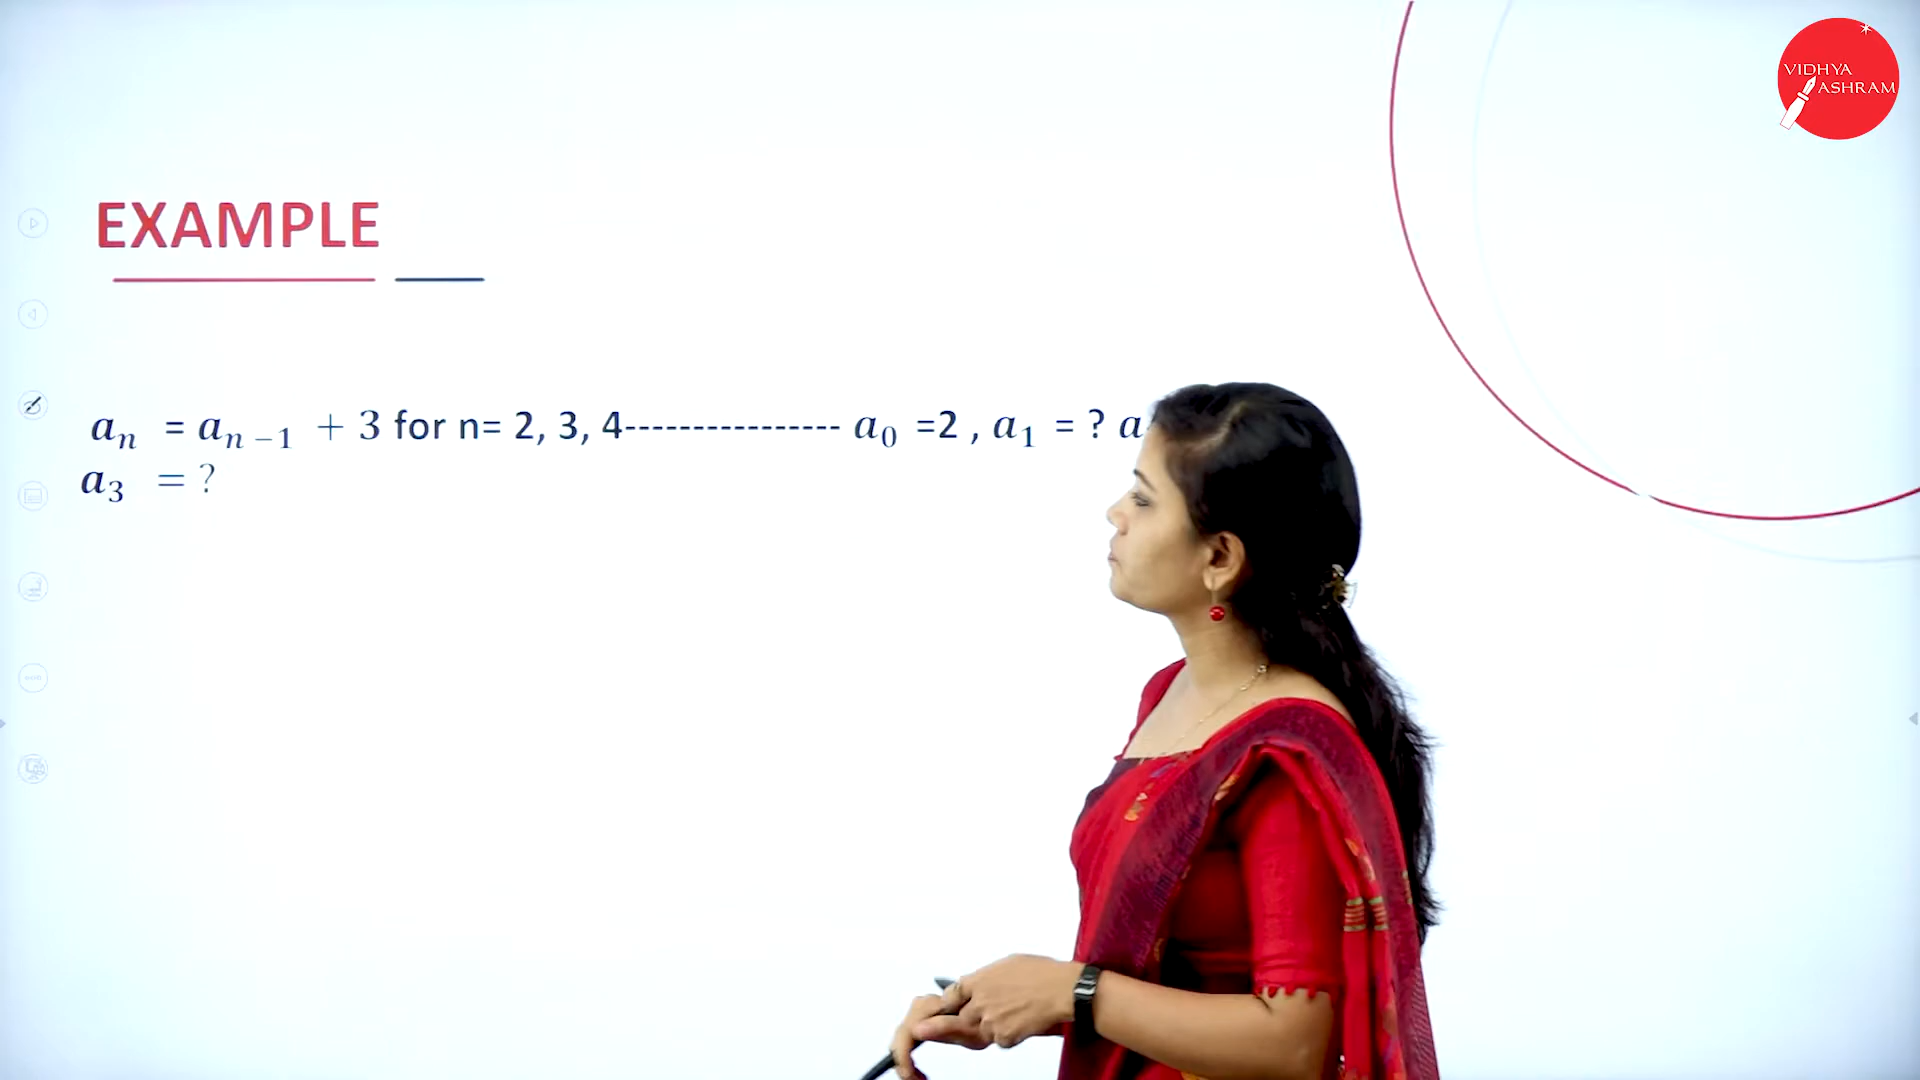 VIDHYA
ASHRAM
EXAMPLE
aₙ = aₙ ₋₁ + 3 for n= 2, 3, 4---------------- a₀ =2 , a₁ = ? a
a₃ = ?